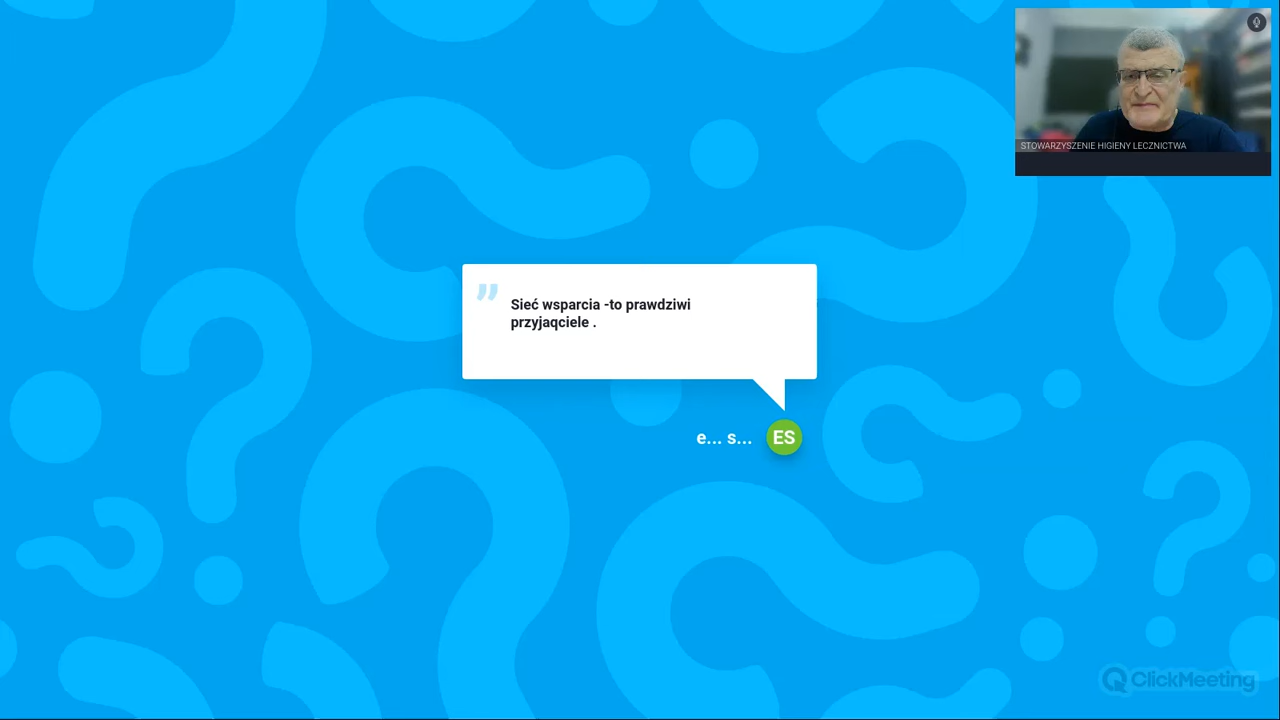 STOWARZYSZENIE HIGIENY LECZNICTWA
Sieć wsparcia -to prawdziwi
przyjaqciele .
e... s...
ES
ClickMeeting